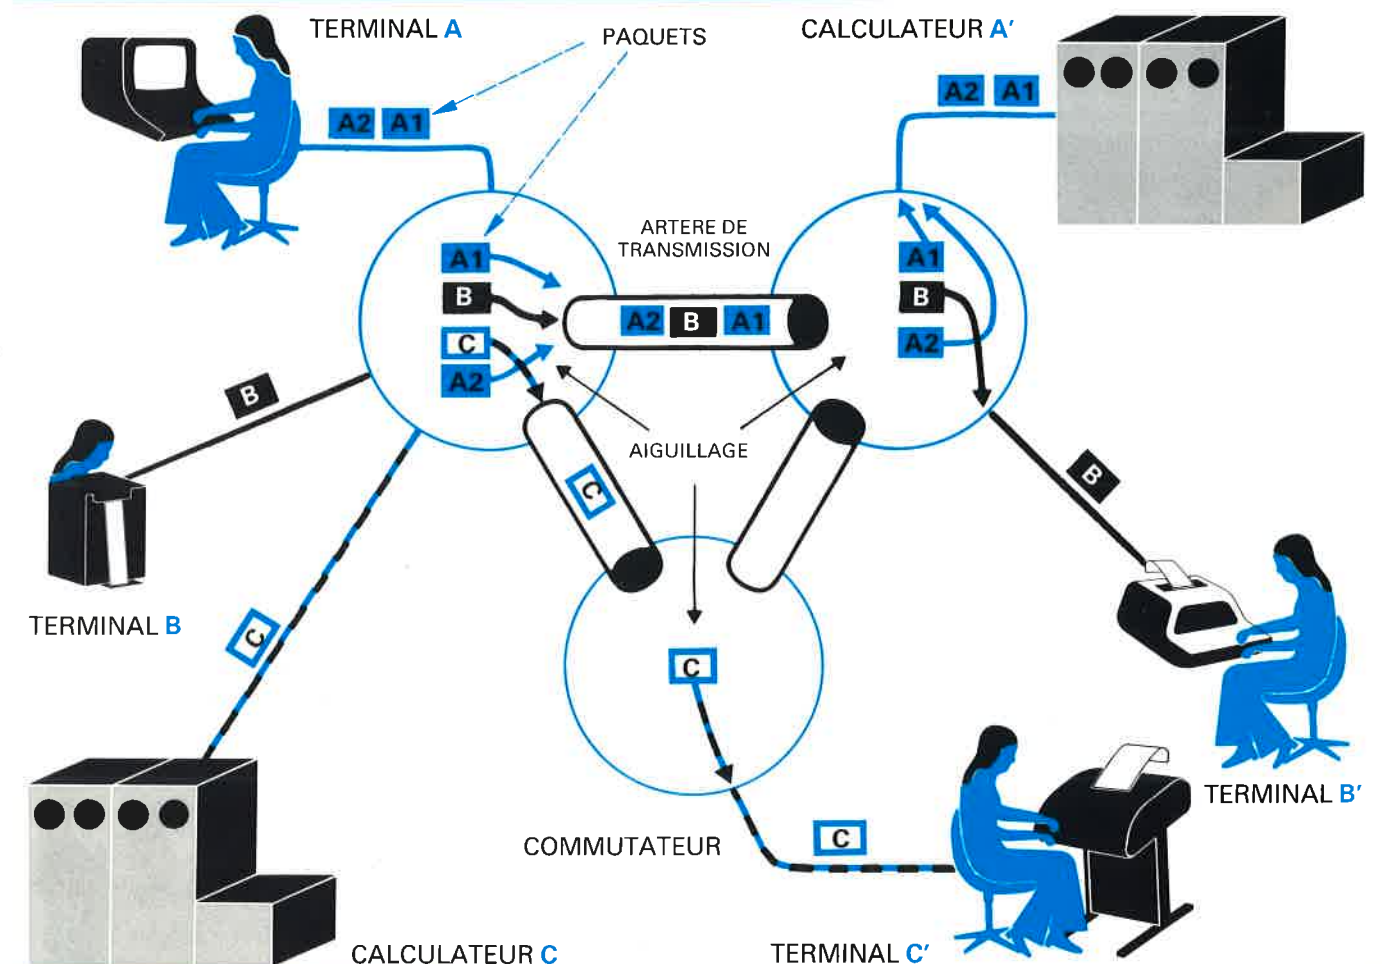 TERMINAL A
PAQUETS
CALCULATEUR A'
A2 A1
A2 A1
ARTERE DE
TRANSMISSION
A1
B
C
A2
A2 B A1
A1
B
A2
B
AIGUILLAGE
C
B
TERMINAL B
C
C
TERMINAL B'
COMMUTATEUR
C
CALCULATEUR C
TERMINAL C'